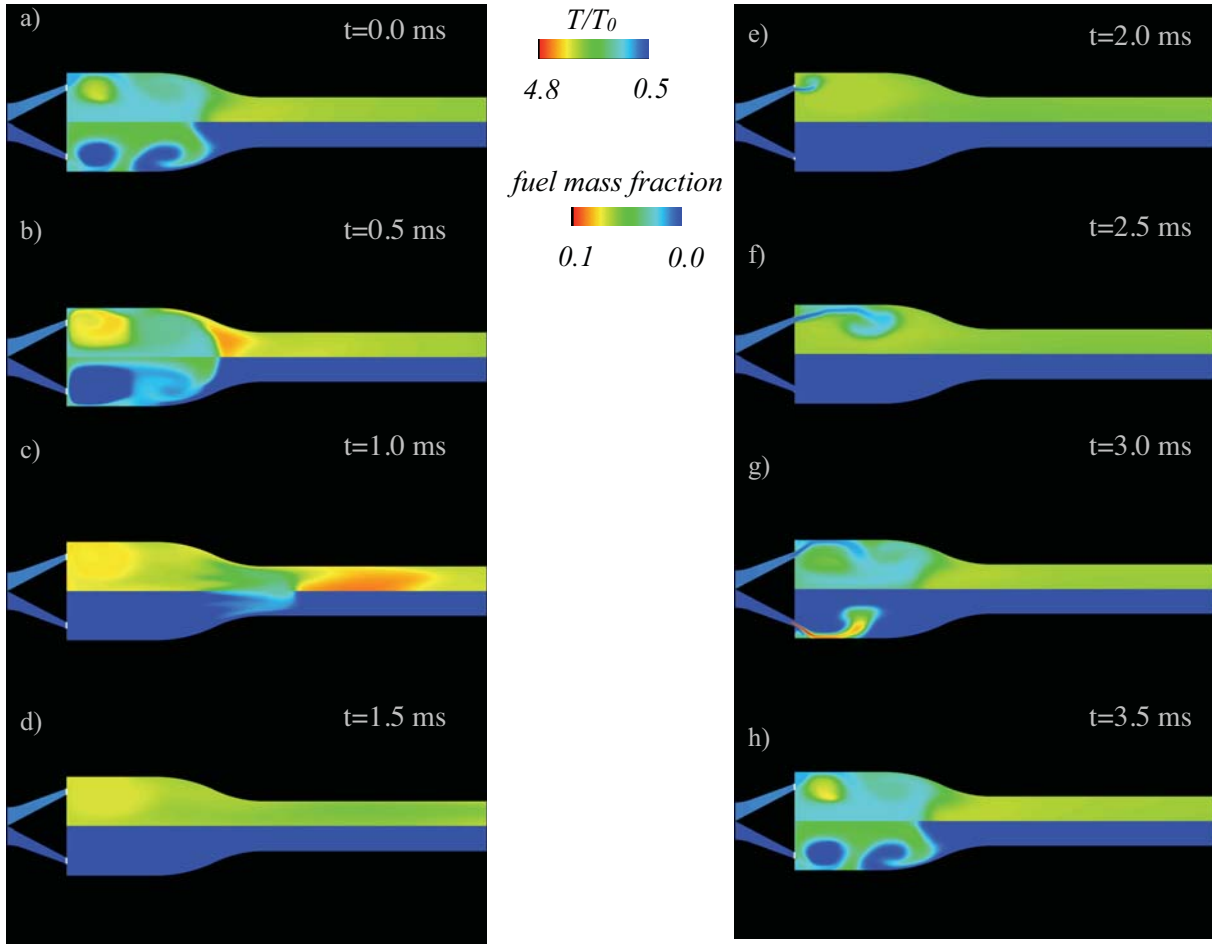 a)
t=0.0 ms
b)
t=0.5 ms
c)
t=1.0 ms
d)
t=1.5 ms
T/T0
4.8 0.5
fuel mass fraction
0.1 0.0
e)
t=2.0 ms
f)
t=2.5 ms
g)
t=3.0 ms
h)
t=3.5 ms